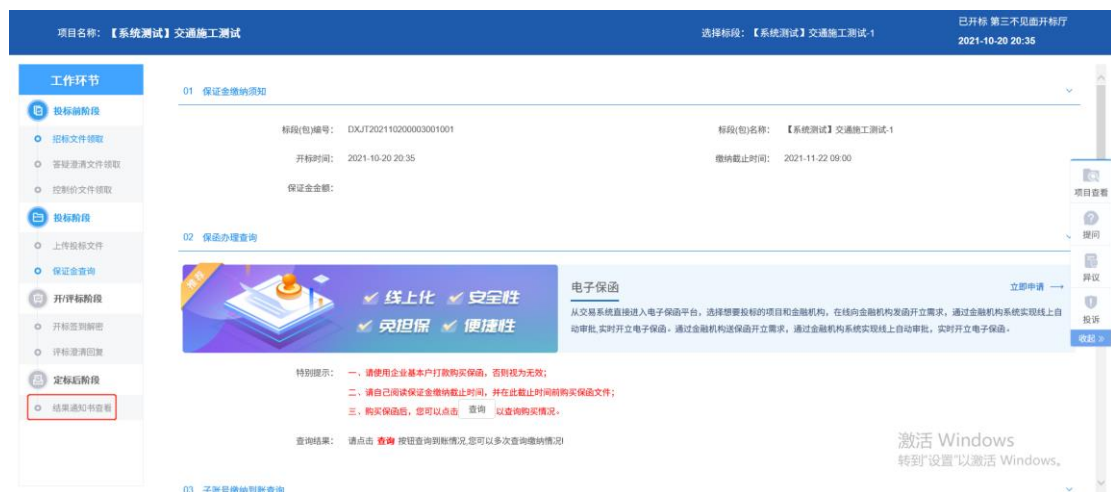 项目名称：【系统测试】交通施工测试
选择标段：【系统测试】交通施工测试-1
已开标 第三不见面开标厅
2021-10-20 20:35
工作环节
投标前阶段
招标文件领取
答疑澄清文件领取
控制价文件领取
投标阶段
上传投标文件
保证金查询
开/评标阶段
开标签到解密
评标澄清回复
定标后阶段
结果通知书查看
01 保证金缴纳须知
标段(包)编号： DXJT202110200003001001
标段(包)名称： 【系统测试】交通施工测试-1
开标时间： 2021-10-20 20:35
缴纳截止时间： 2021-11-22 09:00
保证金金额：
02 保函办理查询
推荐
线上化 安全性
免担保 便捷性
电子保函
立即申请
从交易系统直接进入电子保函平台，选择想要投标的项目和金融机构，在线向金融机构发函开立需求，通过金融机构系统实现线上自
动审批,实时开立电子保函。通过金融机构送保函开立需求，通过金融机构系统实现线上自动审批，实时开立电子保函。
特别提示： 一、请使用企业基本户打款购买保函，否则视为无效；
二、请自己阅读保证金缴纳截止时间，并在此截止时间前购买保函文件；
三、购买保函后，您可以点击 查询 以查询购买情况。
查询结果： 请点击 查询 按钮查询到账情况,您可以多次查询缴纳情况!
03 子账号缴纳到账查询
项目查看
提问
异议
投诉
收起 »
激活 Windows
转到"设置"以激活 Windows。